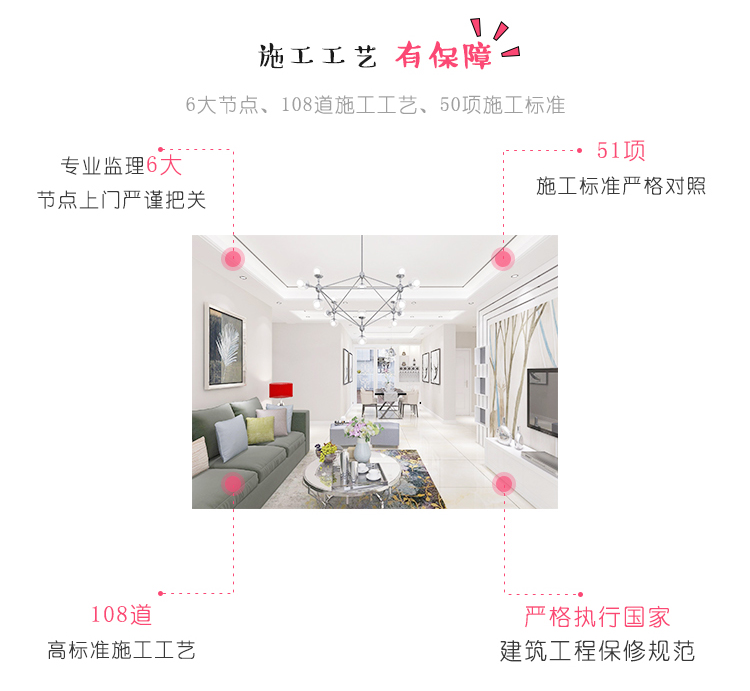 施工工艺 有保障
6大节点、108道施工工艺、50项施工标准
专业监理6大
节点上门严谨把关
51项
施工标准严格对照
108道
高标准施工工艺
严格执行国家
建筑工程保修规范